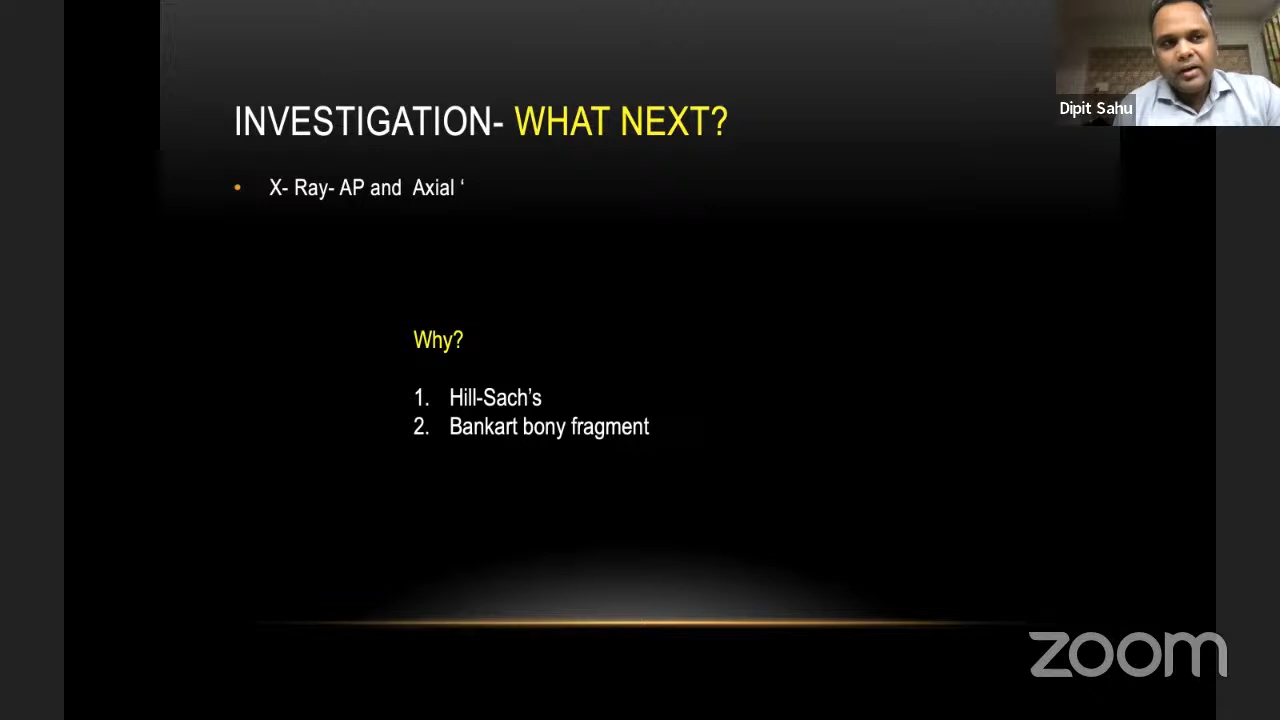 Dipit Sahu
INVESTIGATION- WHAT NEXT?
• X- Ray- AP and Axial ‘
Why?
1. Hill-Sach’s
2. Bankart bony fragment
zoom